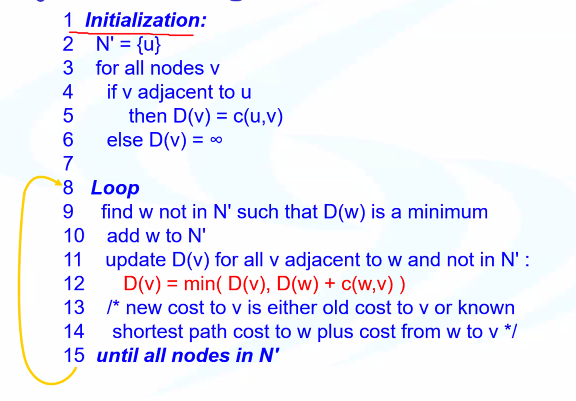 1 Initialization:
2 N' = {u}
3 for all nodes v
4 if v adjacent to u
5 then D(v) = c(u,v)
6 else D(v) = ∞
7
8 Loop
9 find w not in N' such that D(w) is a minimum
10 add w to N'
11 update D(v) for all v adjacent to w and not in N' :
12 D(v) = min( D(v), D(w) + c(w,v) )
13 /* new cost to v is either old cost to v or known
14 shortest path cost to w plus cost from w to v */
15 until all nodes in N'